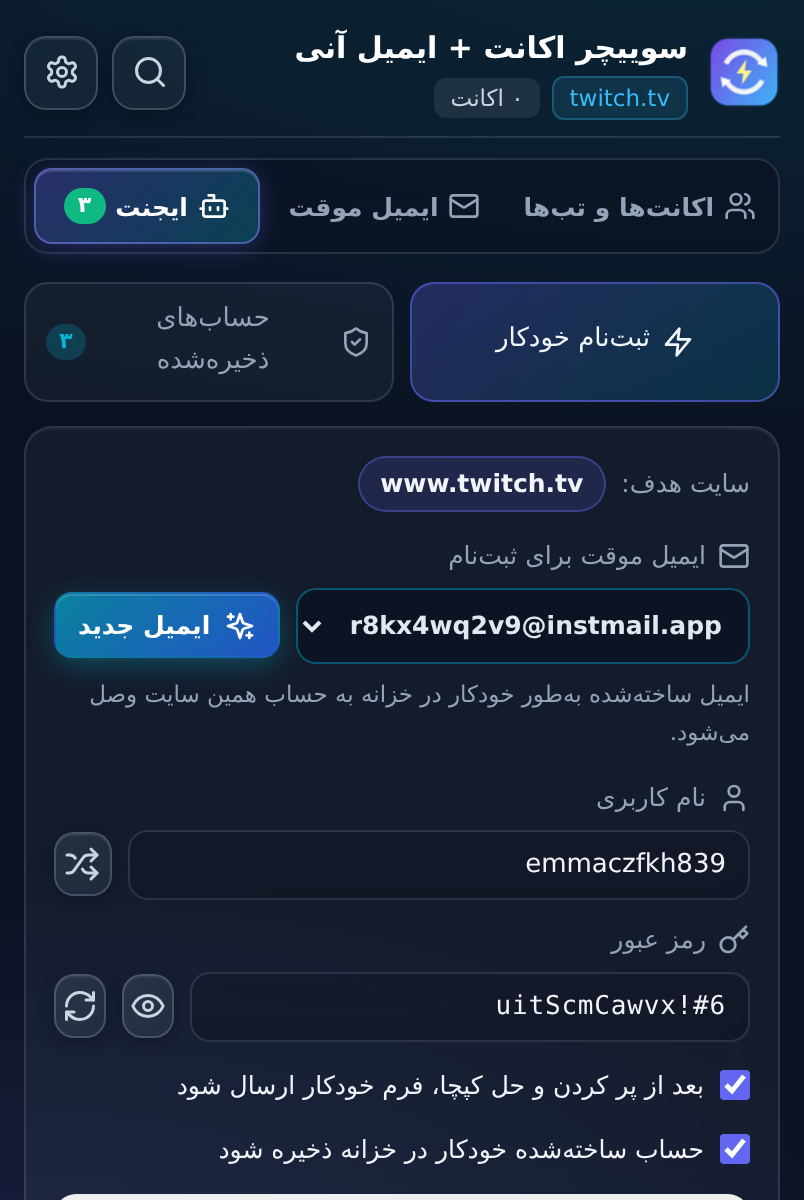 سوییچر اکانت + ایمیل آنی
twitch.tv
· اکانت
اکانت‌ها و تب‌ها
ایمیل موقت
ایجنت
۳
ثبت‌نام خودکار
حساب‌های
ذخیره‌شده
۳
سایت هدف:
www.twitch.tv
ایمیل موقت برای ثبت‌نام
r8kx4wq2v9@instmail.app
ایمیل جدید
ایمیل ساخته‌شده به‌طور خودکار در خزانه به حساب همین سایت وصل
می‌شود.
نام کاربری
emmaczfkh839
رمز عبور
uitScmCawvx!#6
بعد از پر کردن و حل کپچا، فرم خودکار ارسال شود
حساب ساخته‌شده خودکار در خزانه ذخیره شود